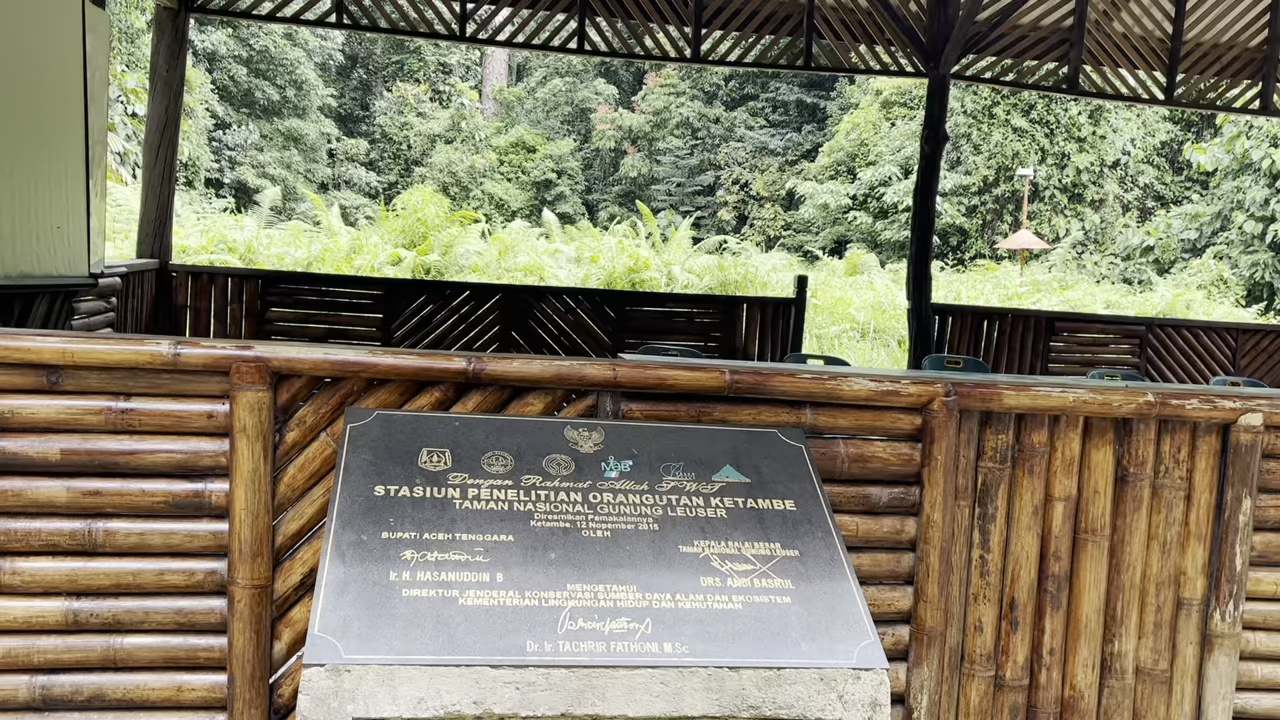 MAB
Dengan Rahmat Allah SWT
STASIUN PENELITIAN ORANGUTAN KETAMBE
TAMAN NASIONAL GUNUNG LEUSER
Diresmikan Pemakaiannya
Ketambe, 12 Nopember 2015
OLEH
BUPATI ACEH TENGGARA
Ir. H. HASANUDDIN B
KEPALA BALAI BESAR
TAMAN NASIONAL GUNUNG LEUSER
DRS. ANDI BASRUL
MENGETAHUI
DIREKTUR JENDERAL KONSERVASI SUMBER DAYA ALAM DAN EKOSISTEM
KEMENTERIAN LINGKUNGAN HIDUP DAN KEHUTANAN
Dr. Ir. TACHRIR FATHONI, M.Sc